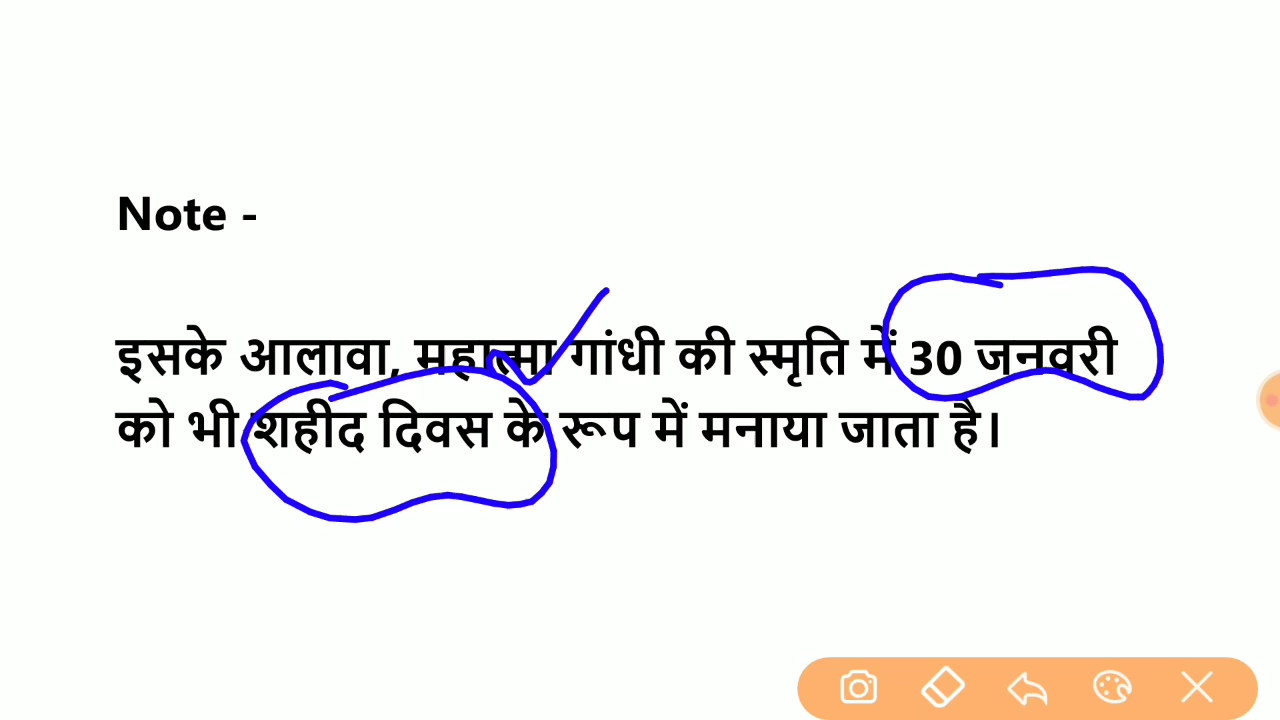 Note -
इसके आलावा, महात्मा गांधी की स्मृति में 30 जनवरी
को भी शहीद दिवस के रूप में मनाया जाता है।